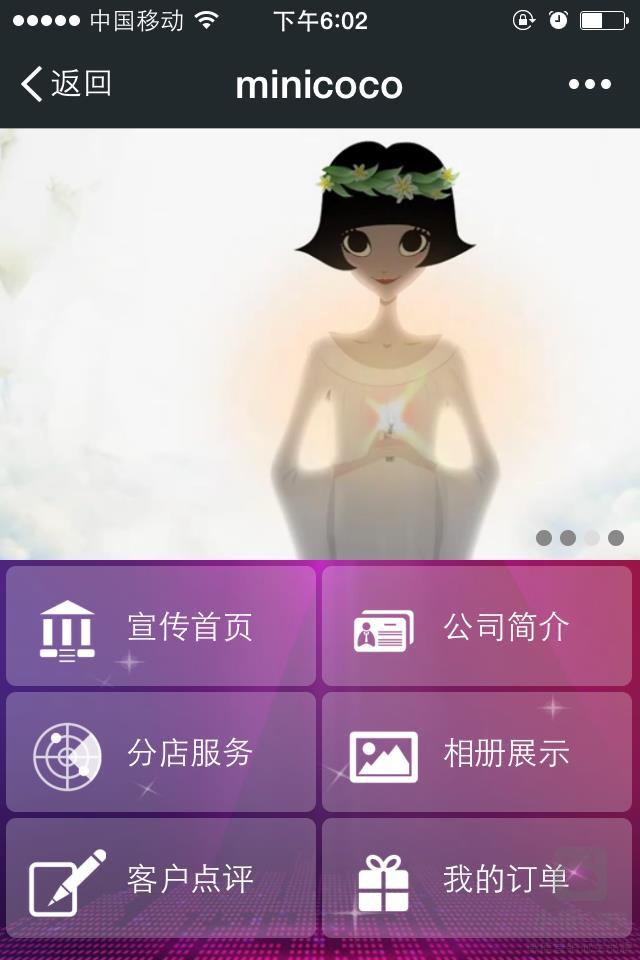 中国移动 下午6:02
返回 minicoco
宣传首页 公司简介
分店服务 相册展示
客户点评 我的订单